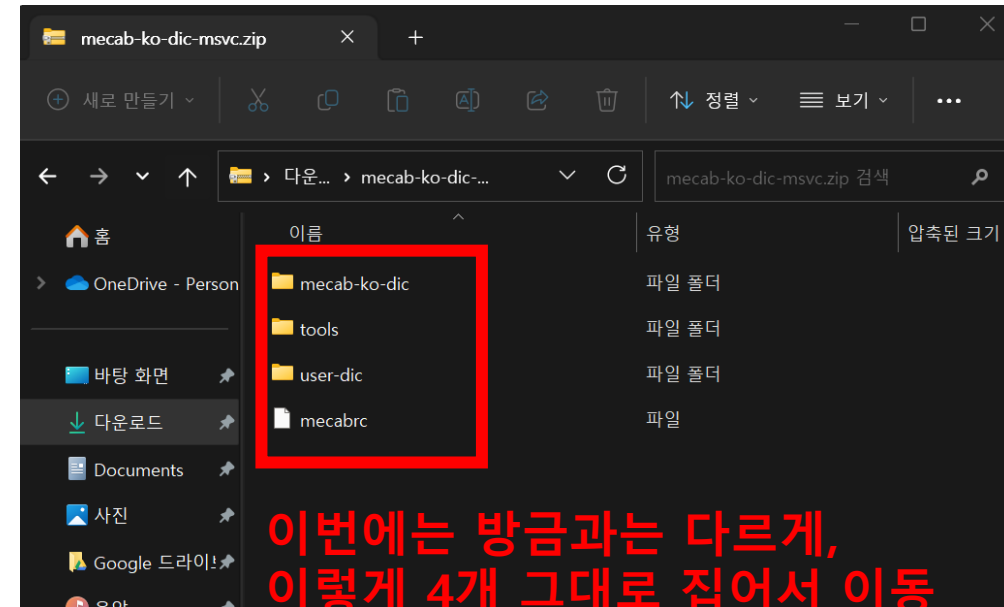 mecab-ko-dic-msvc.zip
새로 만들기
정렬
보기
다운...
mecab-ko-dic-...
mecab-ko-dic-msvc.zip 검색
이름
유형
압축된 크기
홈
OneDrive - Person
mecab-ko-dic
파일 폴더
tools
파일 폴더
바탕 화면
user-dic
파일 폴더
다운로드
mecabrc
파일
Documents
사진
Google 드라이브
음악
이번에는 방금과는 다르게,
이렇게 4개 그대로 집어서 이동